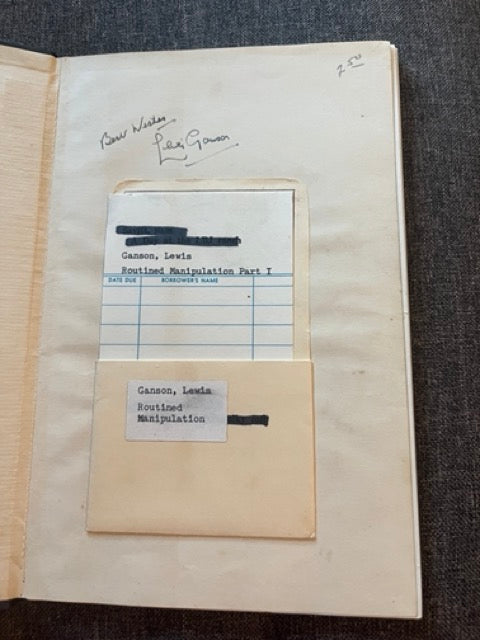 2.50
Best Wishes
Lewis Ganson
Ganson, Lewis
Routined Manipulation Part I
DATE DUE BORROWER'S NAME
Ganson, Lewis
Routined
Manipulation